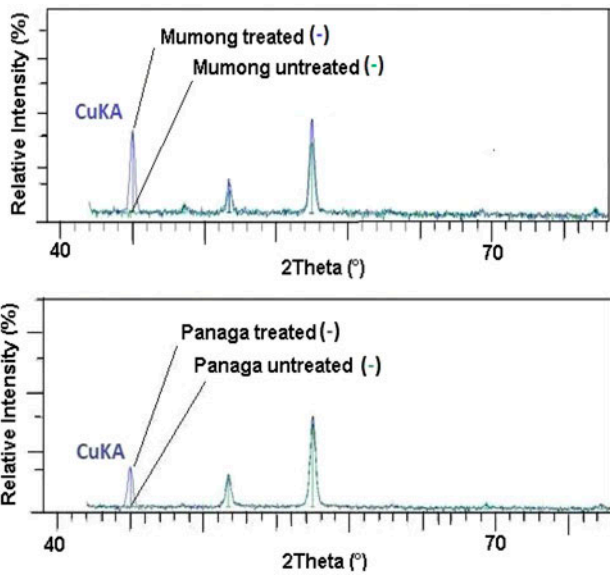 Relative Intensity (%)
Mumong treated (-)
Mumong untreated (-)
CuKA
40
70
2Theta (°)
Relative Intensity (%)
Panaga treated (-)
Panaga untreated (-)
CuKA
40
70
2Theta (°)